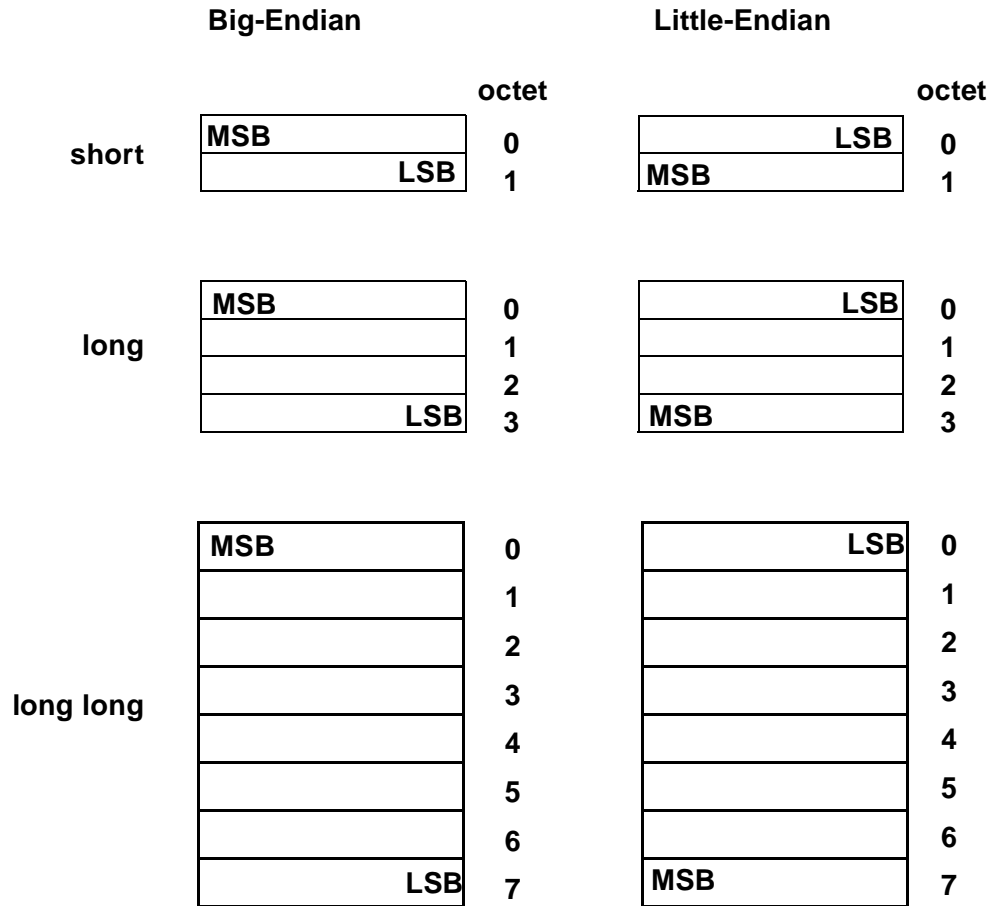 Big-Endian Little-Endian
octet octet
MSB LSB 0
short 0
LSB MSB 1
1
MSB LSB
0 0
long 1 1
2 2
LSB 3 MSB 3
MSB 0 LSB 0
1 1
2 2
3 3
long long
4 4
5 5
6 6
LSB 7 MSB 7